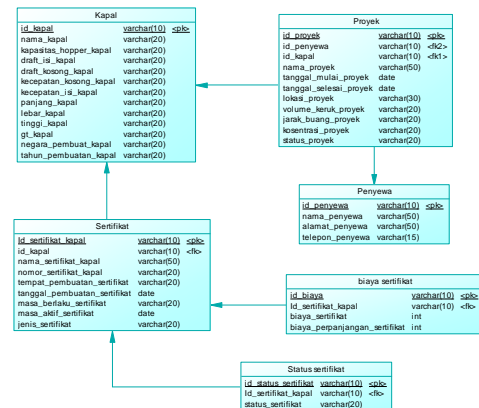 Kapal
id_kapal varchar(10) <pk>
nama_kapal varchar(20)
kapasitas_hopper_kapal varchar(20)
draft_isi_kapal varchar(20)
draft_kosong_kapal varchar(20)
kecepatan_kosong_kapal varchar(20)
kecepatan_isi_kapal varchar(20)
panjang_kapal varchar(20)
lebar_kapal varchar(20)
tinggi_kapal varchar(20)
gt_kapal varchar(20)
negara_pembuat_kapal varchar(20)
tahun_pembuatan_kapal varchar(20)
Proyek
id_proyek varchar(10) <pk>
id_penyewa varchar(10) <fk2>
id_kapal varchar(10) <fk1>
nama_proyek varchar(50)
tanggal_mulai_proyek date
tanggal_selesai_proyek date
lokasi_proyek varchar(30)
volume_keruk_proyek varchar(20)
jarak_buang_proyek varchar(20)
kosentrasi_proyek varchar(20)
status_proyek varchar(20)
Penyewa
id_penyewa varchar(10) <pk>
nama_penyewa varchar(50)
alamat_penyewa varchar(50)
telepon_penyewa varchar(15)
Sertifikat
Id_sertifikat_kapal varchar(10) <pk>
id_kapal varchar(10) <fk>
nama_sertifikat_kapal varchar(50)
nomor_sertifikat_kapal varchar(20)
tempat_pembuatan_sertifikat varchar(20)
tanggal_pembuatan_sertifikat date
masa_berlaku_sertifikat varchar(20)
masa_aktif_sertifikat date
jenis_sertifikat varchar(20)
biaya sertifikat
id_biaya varchar(10) <pk>
Id_sertifikat_kapal varchar(10) <fk>
biaya_sertifikat int
biaya_perpanjangan_sertifikat int
Status sertifikat
id_status_sertifikat varchar(10) <pk>
Id_sertifikat_kapal varchar(10) <fk>
status_sertifikat varchar(20)